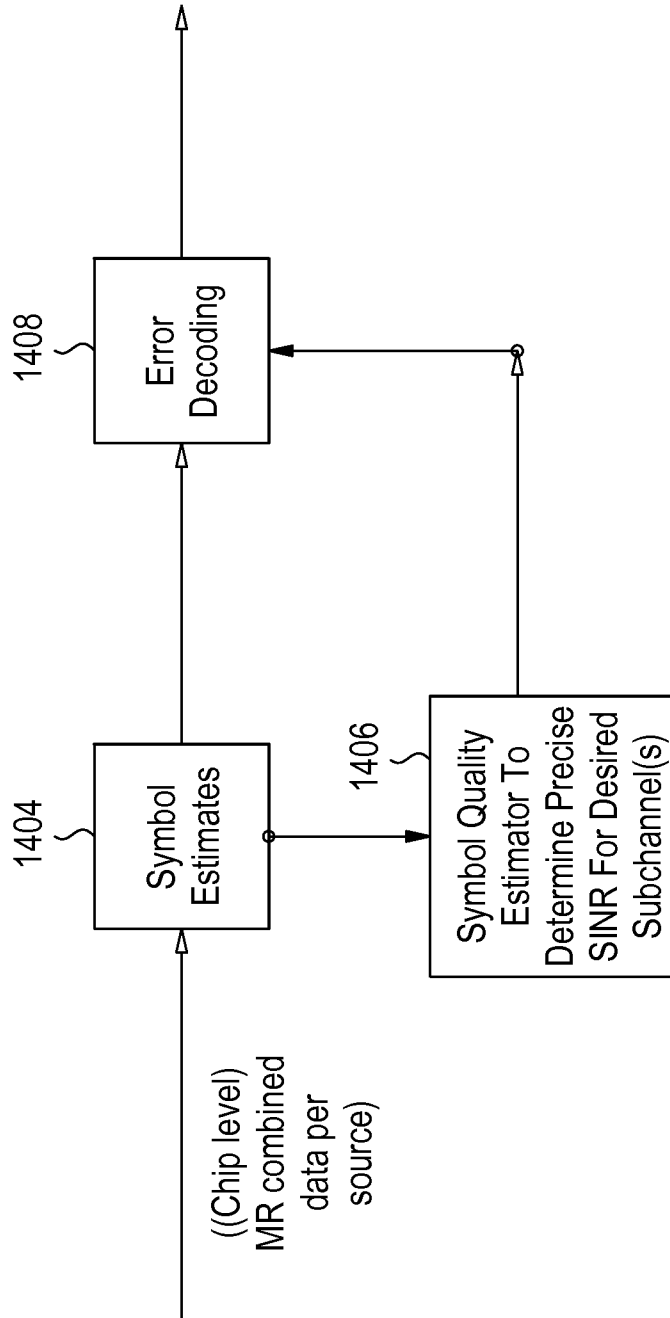 ((Chip level)
MR combined
data per
source)
1404
Symbol
Estimates
1406
Symbol Quality
Estimator To
Determine Precise
SINR For Desired
Subchannel(s)
1408
Error
Decoding